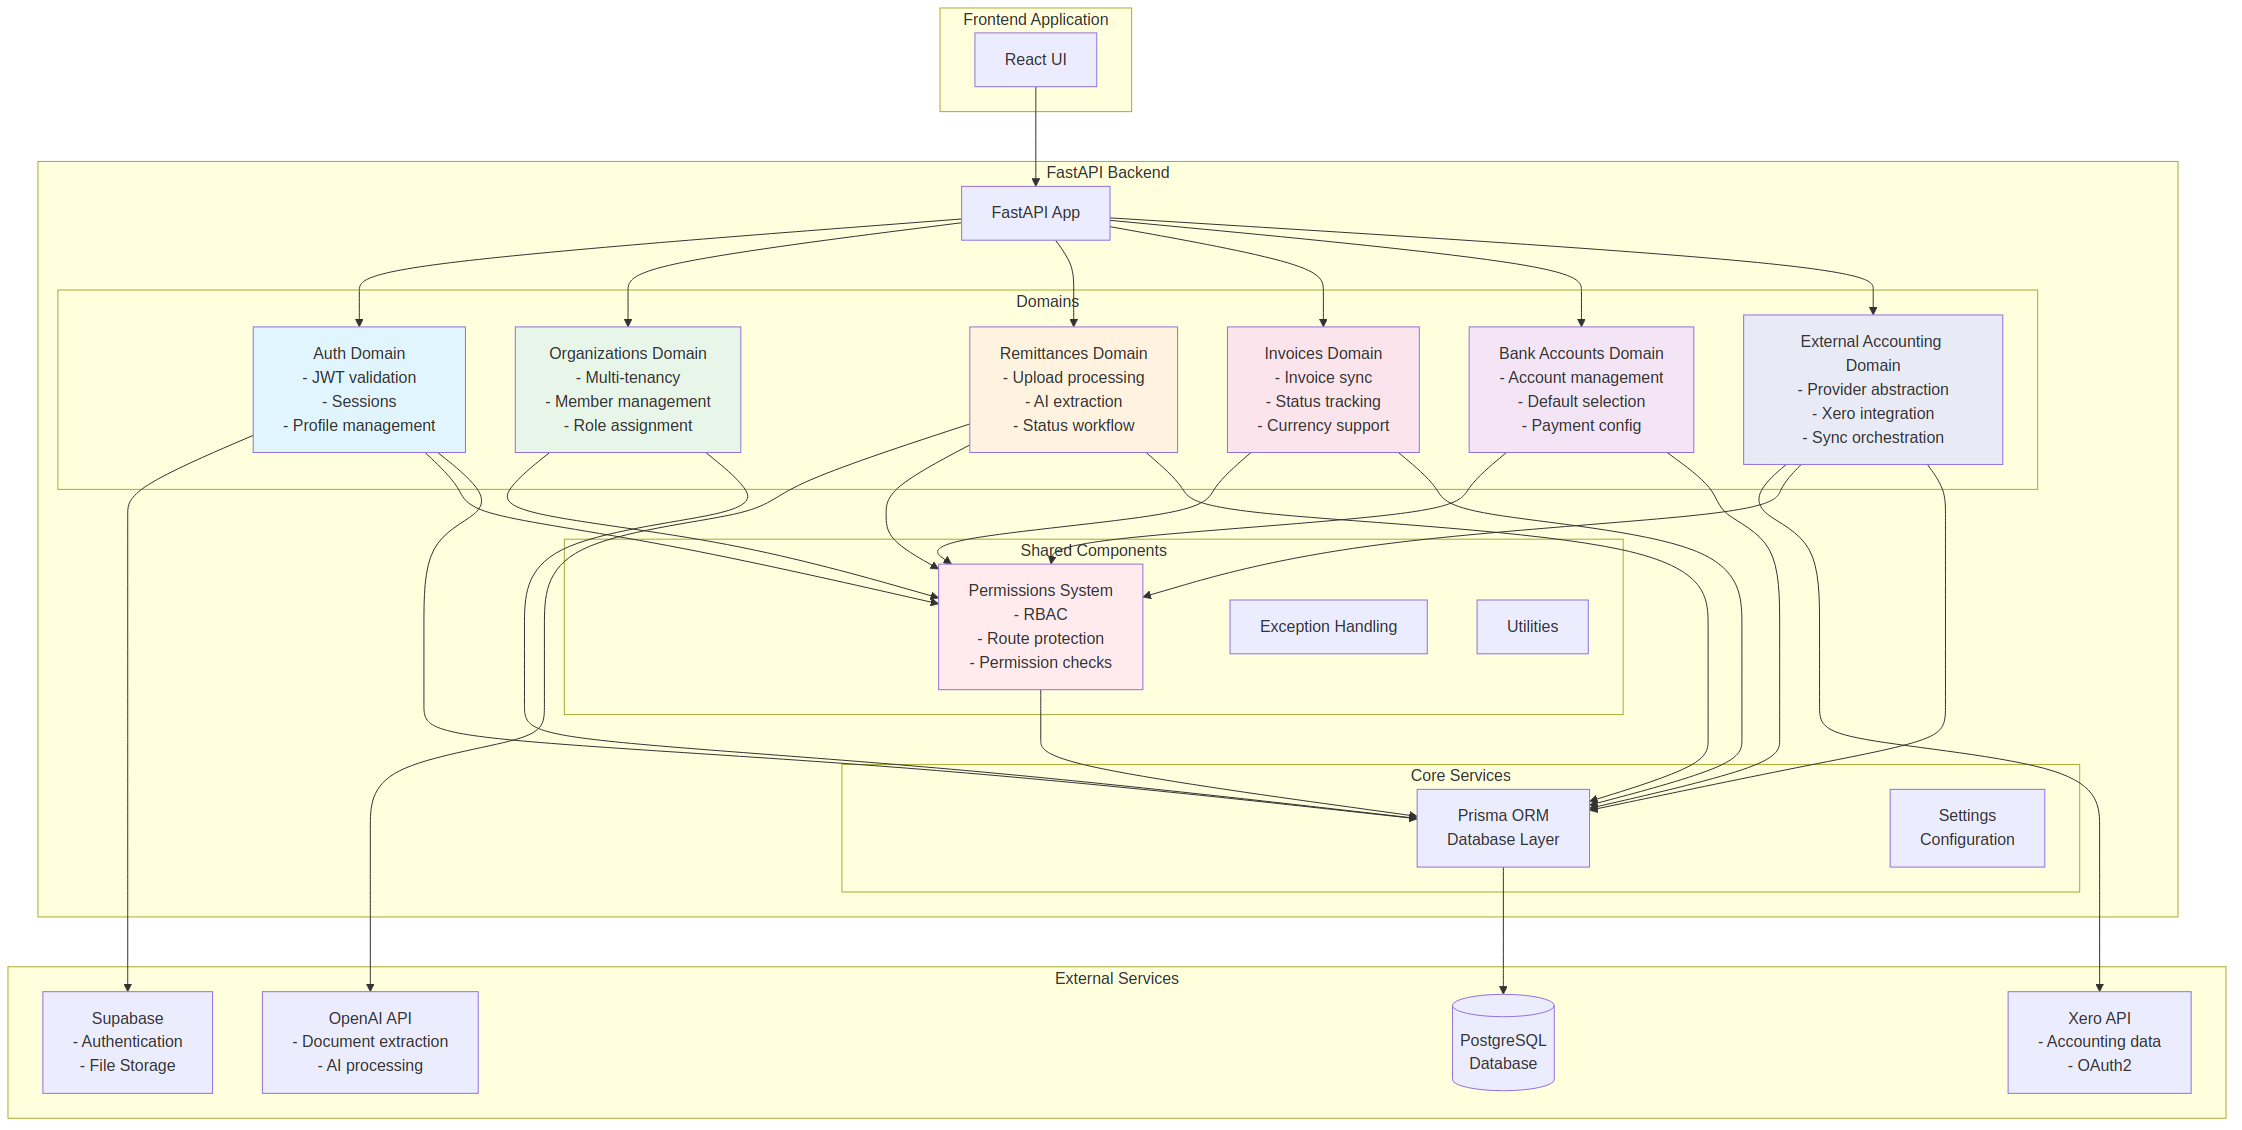 Frontend Application
React UI
FastAPI Backend
FastAPI App
Domains
Auth Domain
- JWT validation
- Sessions
- Profile management
Organizations Domain
- Multi-tenancy
- Member management
- Role assignment
Remittances Domain
- Upload processing
- AI extraction
- Status workflow
Invoices Domain
- Invoice sync
- Status tracking
- Currency support
Bank Accounts Domain
- Account management
- Default selection
- Payment config
External Accounting
Domain
- Provider abstraction
- Xero integration
- Sync orchestration
Shared Components
Permissions System
- RBAC
- Route protection
- Permission checks
Exception Handling
Utilities
Core Services
Prisma ORM
Database Layer
Settings
Configuration
External Services
Supabase
- Authentication
- File Storage
OpenAI API
- Document extraction
- AI processing
PostgreSQL
Database
Xero API
- Accounting data
- OAuth2